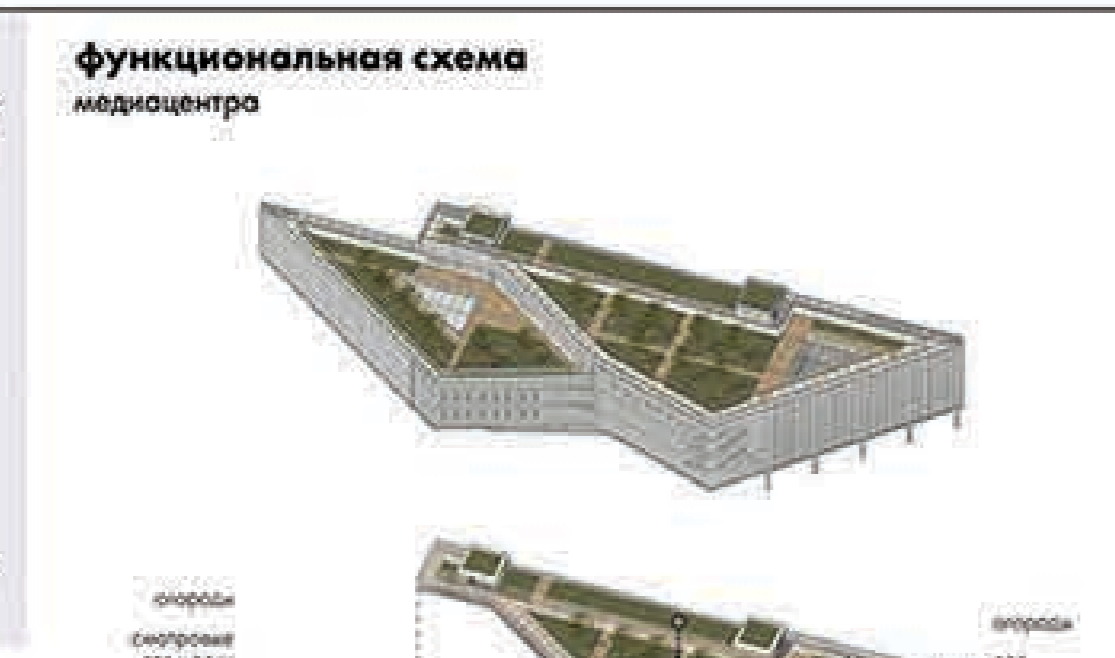 функциональная схема
медиацентра
огороды
смотровые
огороды